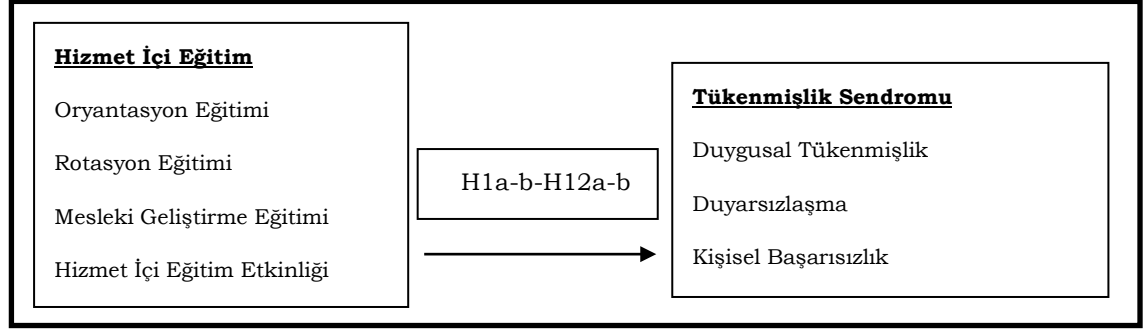 Hizmet İçi Eğitim
Oryantasyon Eğitimi
Rotasyon Eğitimi
Mesleki Geliştirme Eğitimi
Hizmet İçi Eğitim Etkinliği
H1a-b-H12a-b
Tükenmişlik Sendromu
Duygusal Tükenmişlik
Duyarsızlaşma
Kişisel Başarısızlık